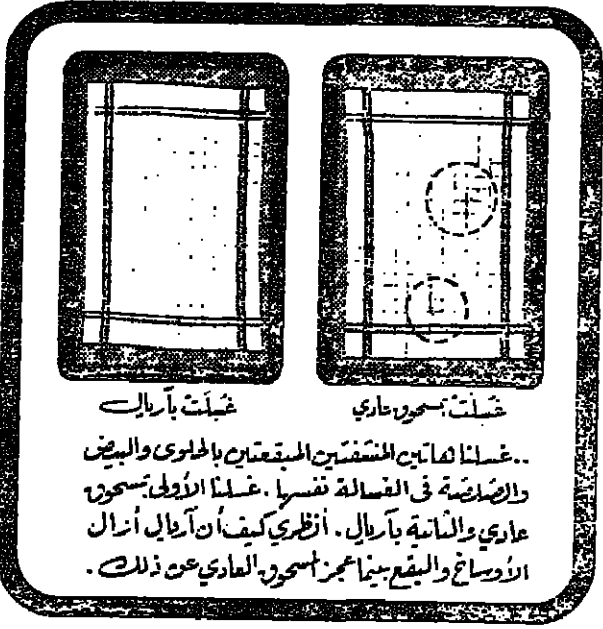 غسلت بمسحوق عادي
غسلت بآريال
..غسلنا هاتين المنشفتين المبقعتين بالحلوى والبيض
والصلصة في الغسالة نفسها . غسلنا الأولى بمسحوق
عادي والثانية بآريال . أنظري كيف أن آريال أزال
الأوساخ والبقع بينما عجز المسحوق العادي عن ذلك .